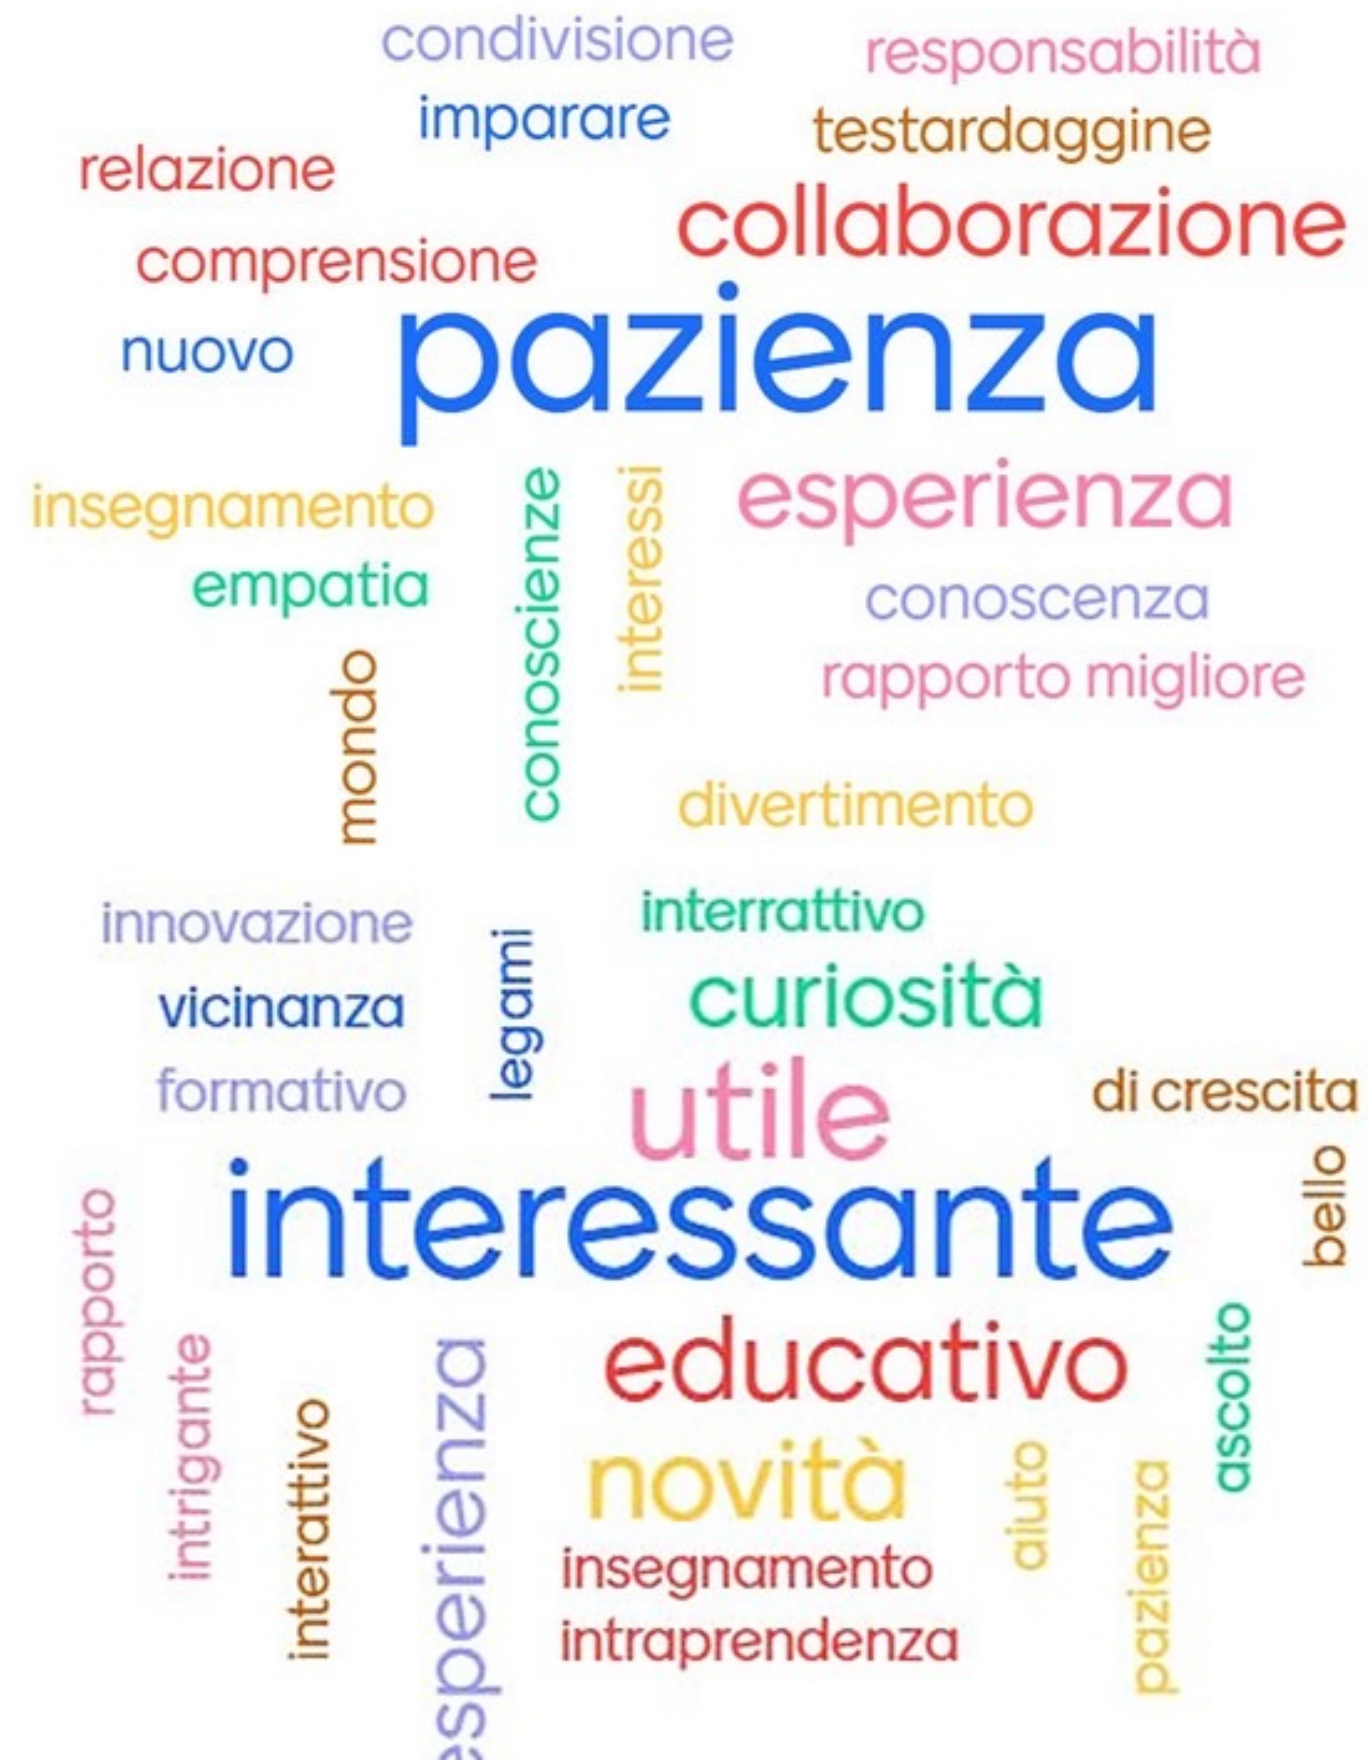 condivisione
responsabilità
imparare
testardaggine
relazione
collaborazione
comprensione
pazienza
nuovo
insegnamento
conoscienze
interessi
esperienza
empatia
conoscenza
mondo
rapporto migliore
divertimento
innovazione
legami
interrattivo
vicinanza
curiosità
formativo
utile
di crescita
interessante
bello
rapporto
educativo
ascolto
intrigante
interattivo
esperienza
novità
aiuto
pazienza
insegnamento
intraprendenza